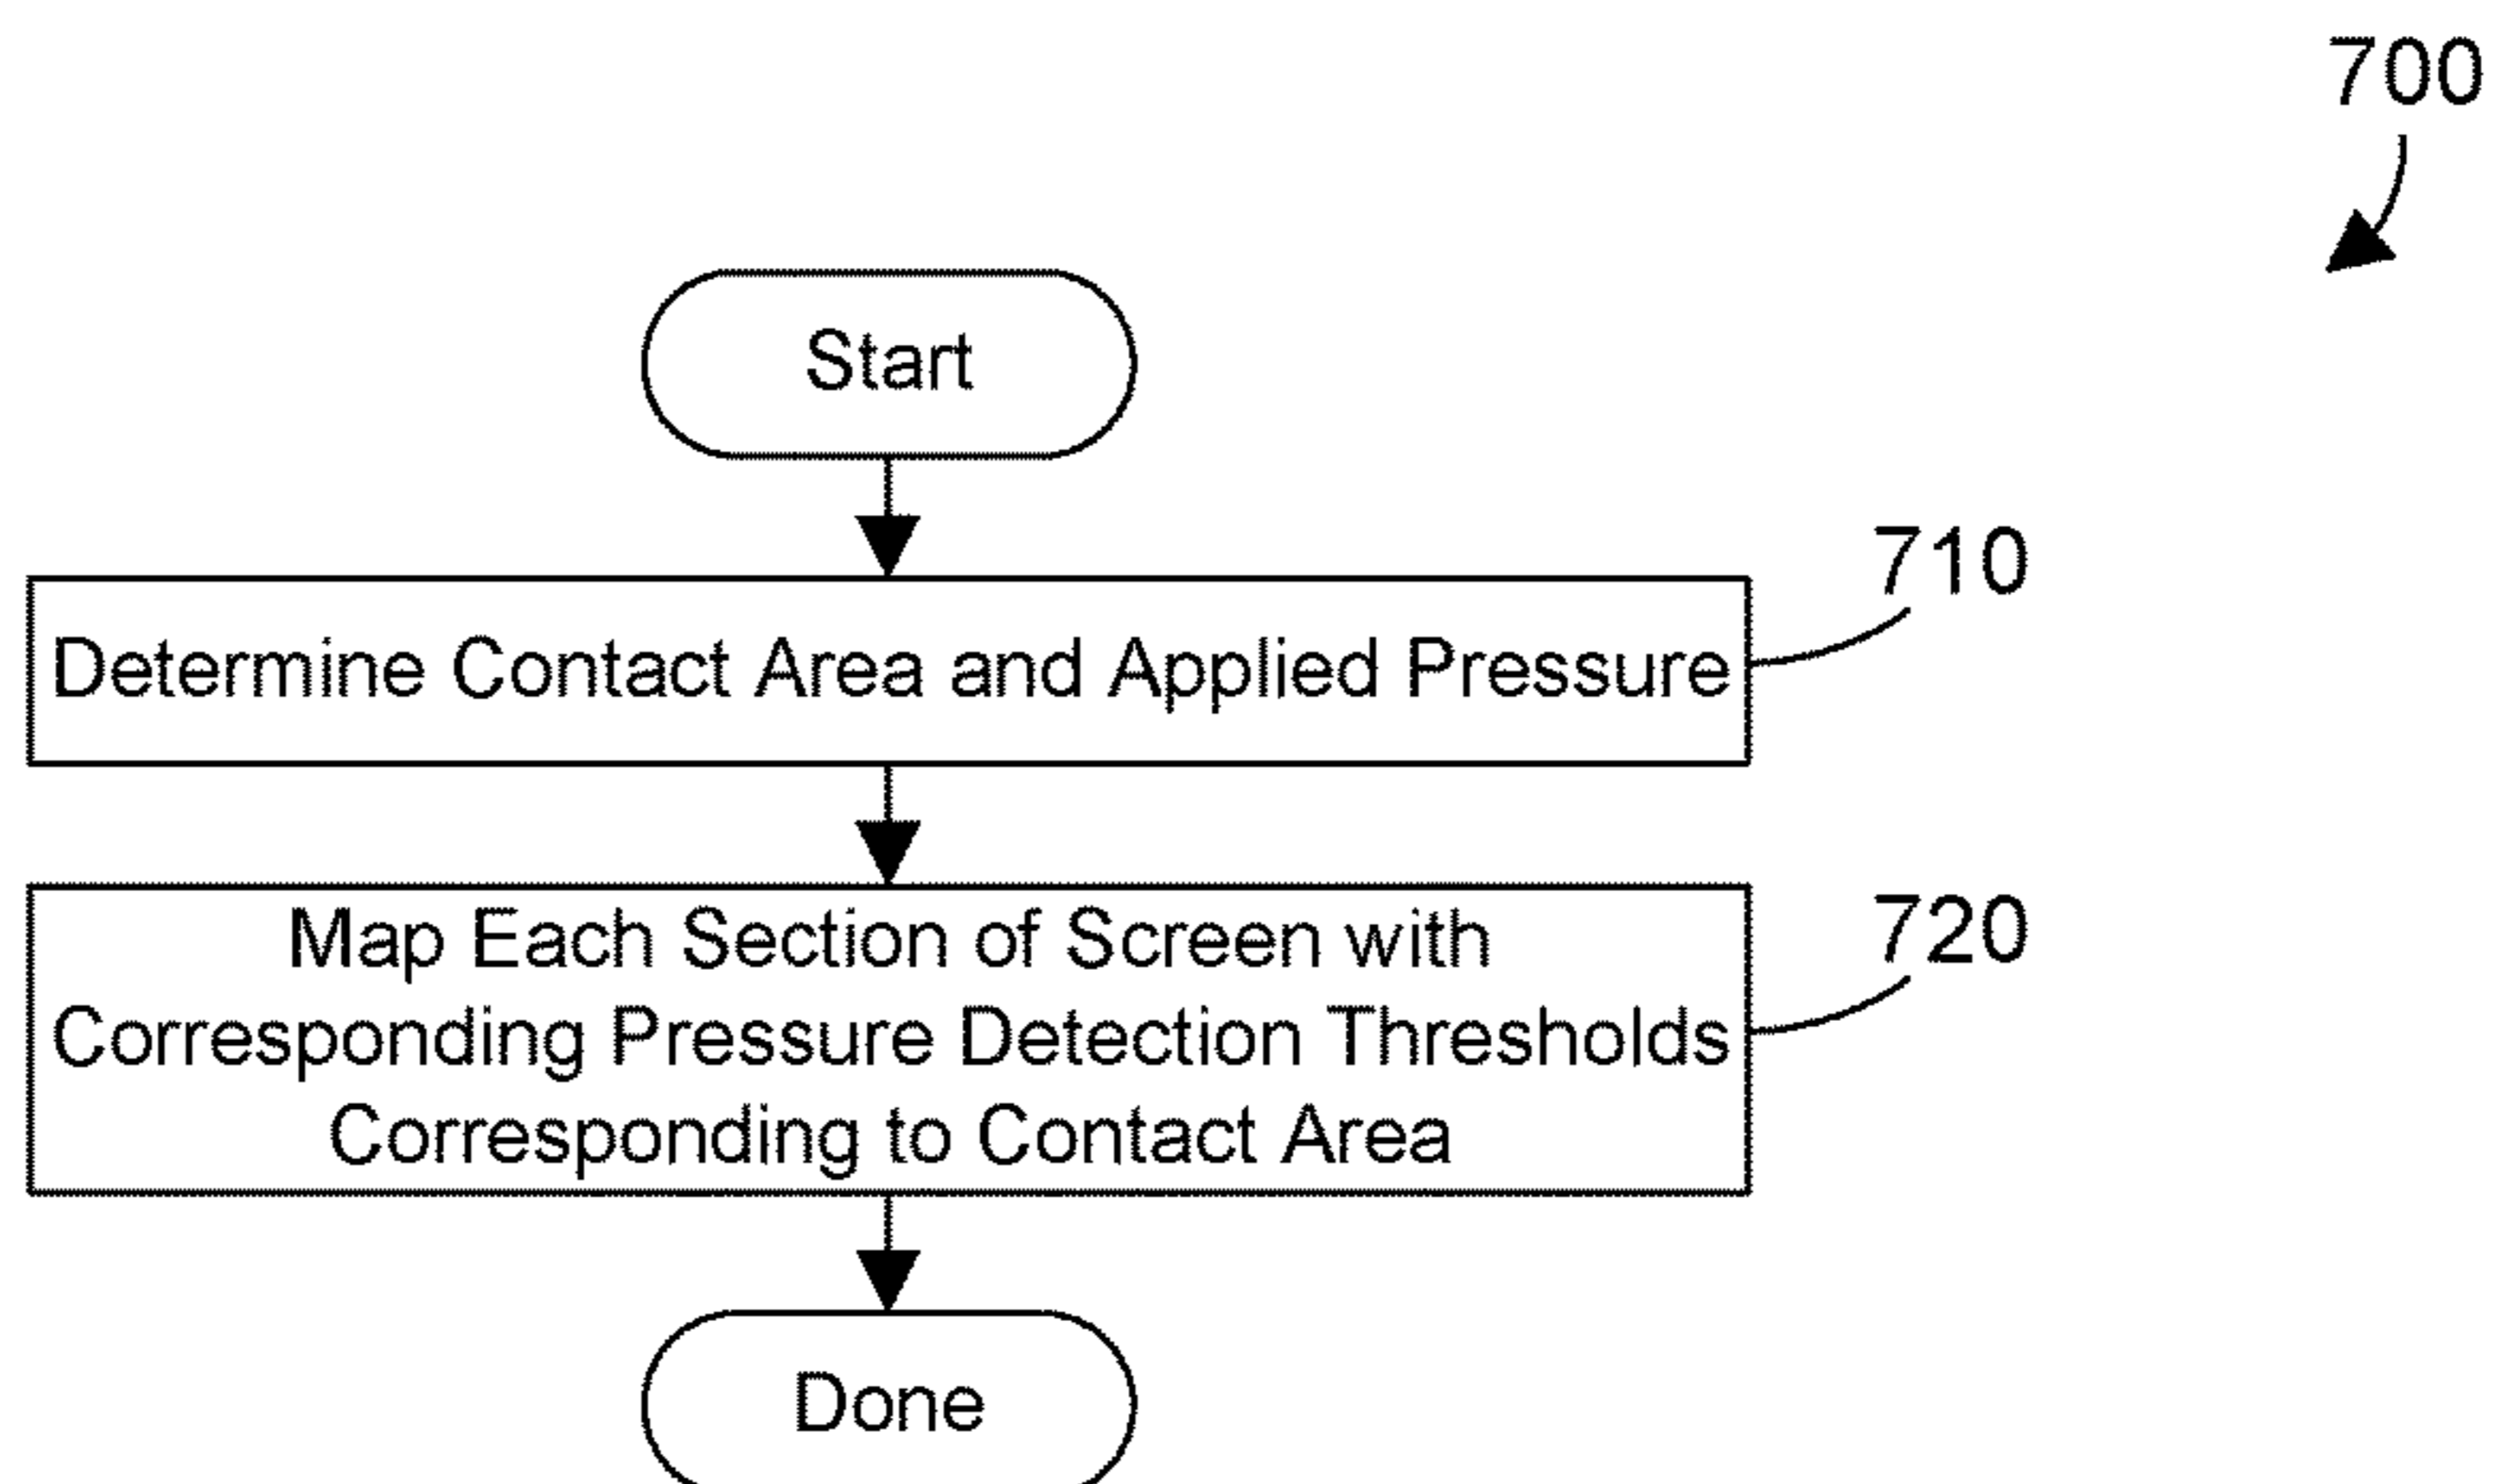 700
Start
710
Determine Contact Area and Applied Pressure
720
Map Each Section of Screen with
Corresponding Pressure Detection Thresholds
Corresponding to Contact Area
Done